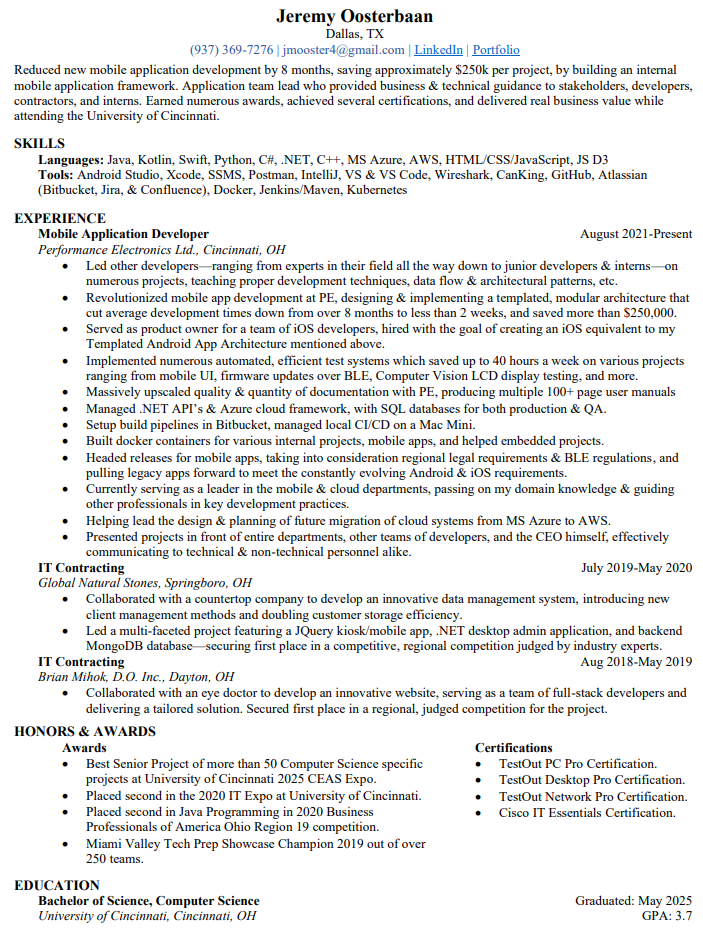 Jeremy Oosterbaan
Dallas, TX
(937) 369-7276 | jmooster4@gmail.com | LinkedIn | Portfolio
Reduced new mobile application development by 8 months, saving approximately $250k per project, by building an internal
mobile application framework. Application team lead who provided business & technical guidance to stakeholders, developers,
contractors, and interns. Earned numerous awards, achieved several certifications, and delivered real business value while
attending the University of Cincinnati.
SKILLS
Languages: Java, Kotlin, Swift, Python, C#, .NET, C++, MS Azure, AWS, HTML/CSS/JavaScript, JS D3
Tools: Android Studio, Xcode, SSMS, Postman, IntelliJ, VS & VS Code, Wireshark, CanKing, GitHub, Atlassian
(Bitbucket, Jira, & Confluence), Docker, Jenkins/Maven, Kubernetes
EXPERIENCE
Mobile Application Developer August 2021-Present
Performance Electronics Ltd., Cincinnati, OH
• Led other developers—ranging from experts in their field all the way down to junior developers & interns—on
numerous projects, teaching proper development techniques, data flow & architectural patterns, etc.
• Revolutionized mobile app development at PE, designing & implementing a templated, modular architecture that
cut average development times down from over 8 months to less than 2 weeks, and saved more than $250,000.
• Served as product owner for a team of iOS developers, hired with the goal of creating an iOS equivalent to my
Templated Android App Architecture mentioned above.
• Implemented numerous automated, efficient test systems which saved up to 40 hours a week on various projects
ranging from mobile UI, firmware updates over BLE, Computer Vision LCD display testing, and more.
• Massively upscaled quality & quantity of documentation with PE, producing multiple 100+ page user manuals
• Managed .NET API's & Azure cloud framework, with SQL databases for both production & QA.
• Setup build pipelines in Bitbucket, managed local CI/CD on a Mac Mini.
• Built docker containers for various internal projects, mobile apps, and helped embedded projects.
• Headed releases for mobile apps, taking into consideration regional legal requirements & BLE regulations, and
pulling legacy apps forward to meet the constantly evolving Android & iOS requirements.
• Currently serving as a leader in the mobile & cloud departments, passing on my domain knowledge & guiding
other professionals in key development practices.
• Helping lead the design & planning of future migration of cloud systems from MS Azure to AWS.
• Presented projects in front of entire departments, other teams of developers, and the CEO himself, effectively
communicating to technical & non-technical personnel alike.
IT Contracting July 2019-May 2020
Global Natural Stones, Springboro, OH
• Collaborated with a countertop company to develop an innovative data management system, introducing new
client management methods and doubling customer storage efficiency.
• Led a multi-faceted project featuring a JQuery kiosk/mobile app, .NET desktop admin application, and backend
MongoDB database—securing first place in a competitive, regional competition judged by industry experts.
IT Contracting Aug 2018-May 2019
Brian Mihok, D.O. Inc., Dayton, OH
• Collaborated with an eye doctor to develop an innovative website, serving as a team of full-stack developers and
delivering a tailored solution. Secured first place in a regional, judged competition for the project.
HONORS & AWARDS
Awards
• Best Senior Project of more than 50 Computer Science specific
projects at University of Cincinnati 2025 CEAS Expo.
• Placed second in the 2020 IT Expo at University of Cincinnati.
• Placed second in Java Programming in 2020 Business
Professionals of America Ohio Region 19 competition.
• Miami Valley Tech Prep Showcase Champion 2019 out of over
250 teams.
Certifications
• TestOut PC Pro Certification.
• TestOut Desktop Pro Certification.
• TestOut Network Pro Certification.
• Cisco IT Essentials Certification.
EDUCATION
Bachelor of Science, Computer Science Graduated: May 2025
University of Cincinnati, Cincinnati, OH GPA: 3.7